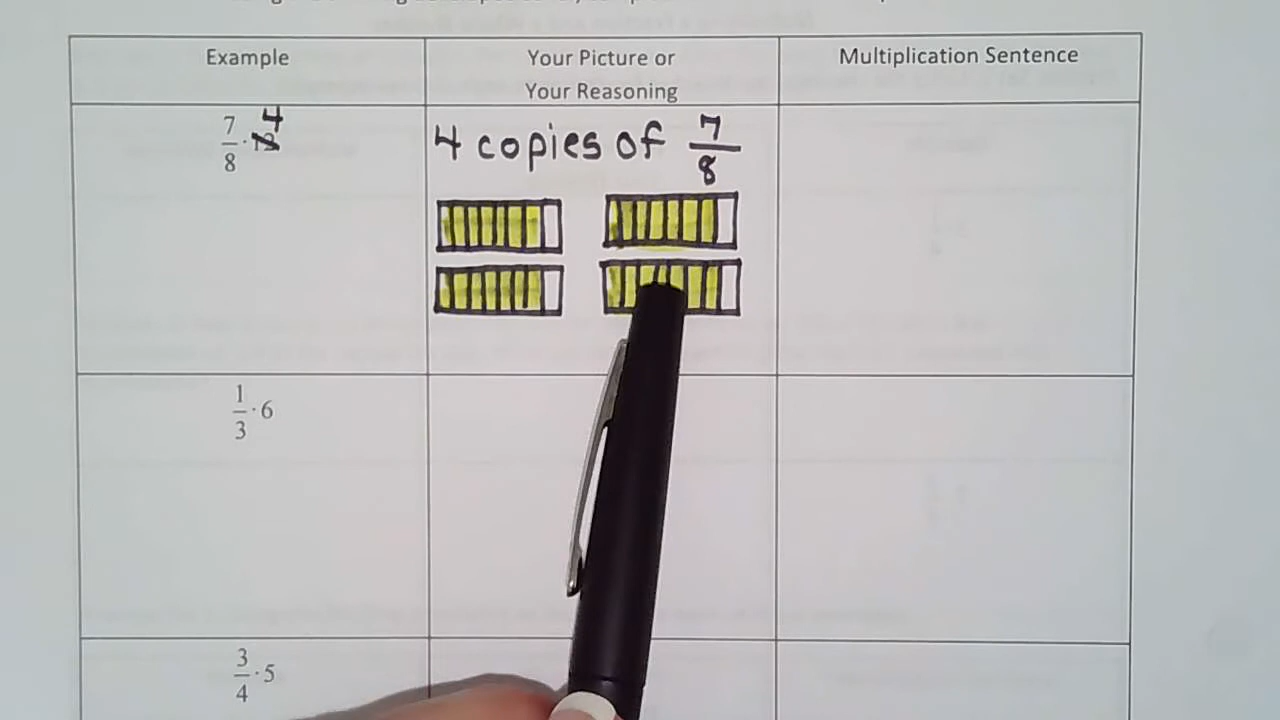 Example
Your Picture or
Your Reasoning
Multiplication Sentence
7/8 · 4
4 copies of 7/8
1/3 · 6
3/4 · 5